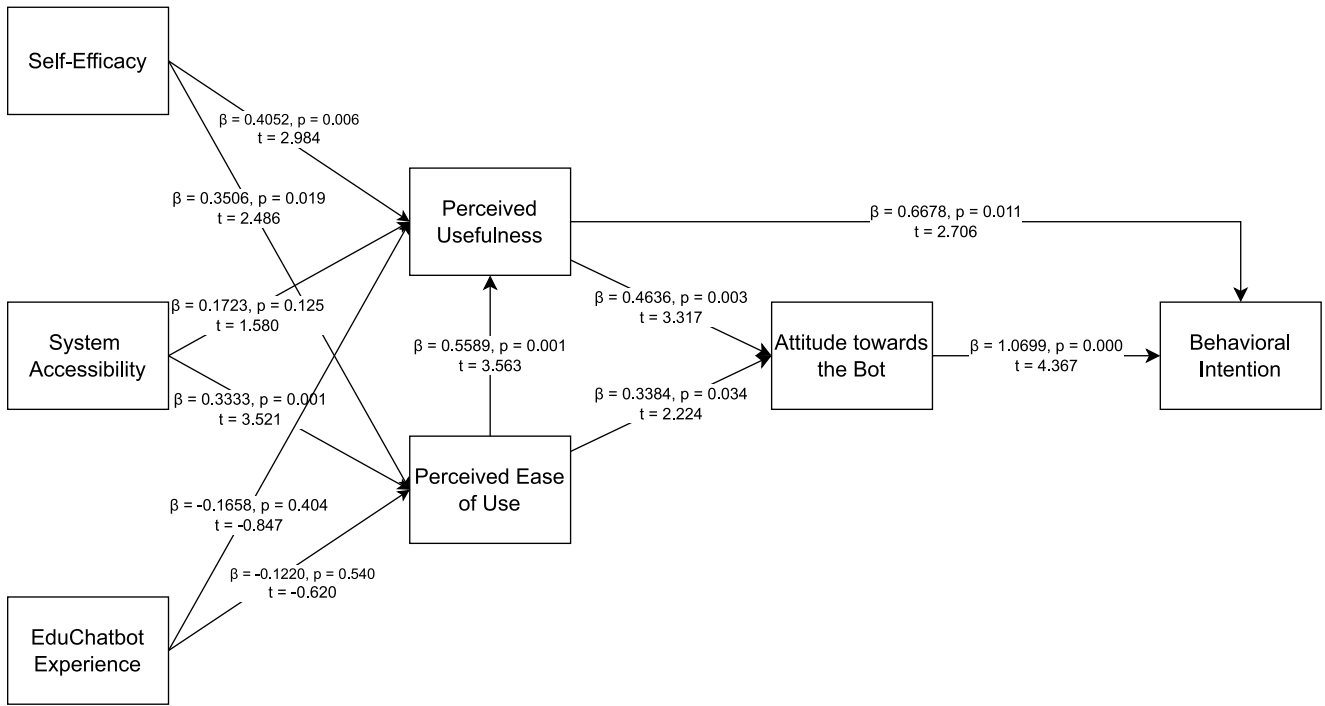 Self-Efficacy
β = 0.4052, p = 0.006
t = 2.984
β = 0.3506, p = 0.019
t = 2.486
Perceived
Usefulness
β = 0.6678, p = 0.011
t = 2.706
System
Accessibility
β = 0.1723, p = 0.125
t = 1.580
β = 0.5589, p = 0.001
t = 3.563
β = 0.4636, p = 0.003
t = 3.317
Attitude towards
the Bot
β = 1.0699, p = 0.000
t = 4.367
Behavioral
Intention
β = 0.3333, p = 0.001
t = 3.521
β = 0.3384, p = 0.034
t = 2.224
Perceived Ease
of Use
β = -0.1658, p = 0.404
t = -0.847
β = -0.1220, p = 0.540
t = -0.620
EduChatbot
Experience